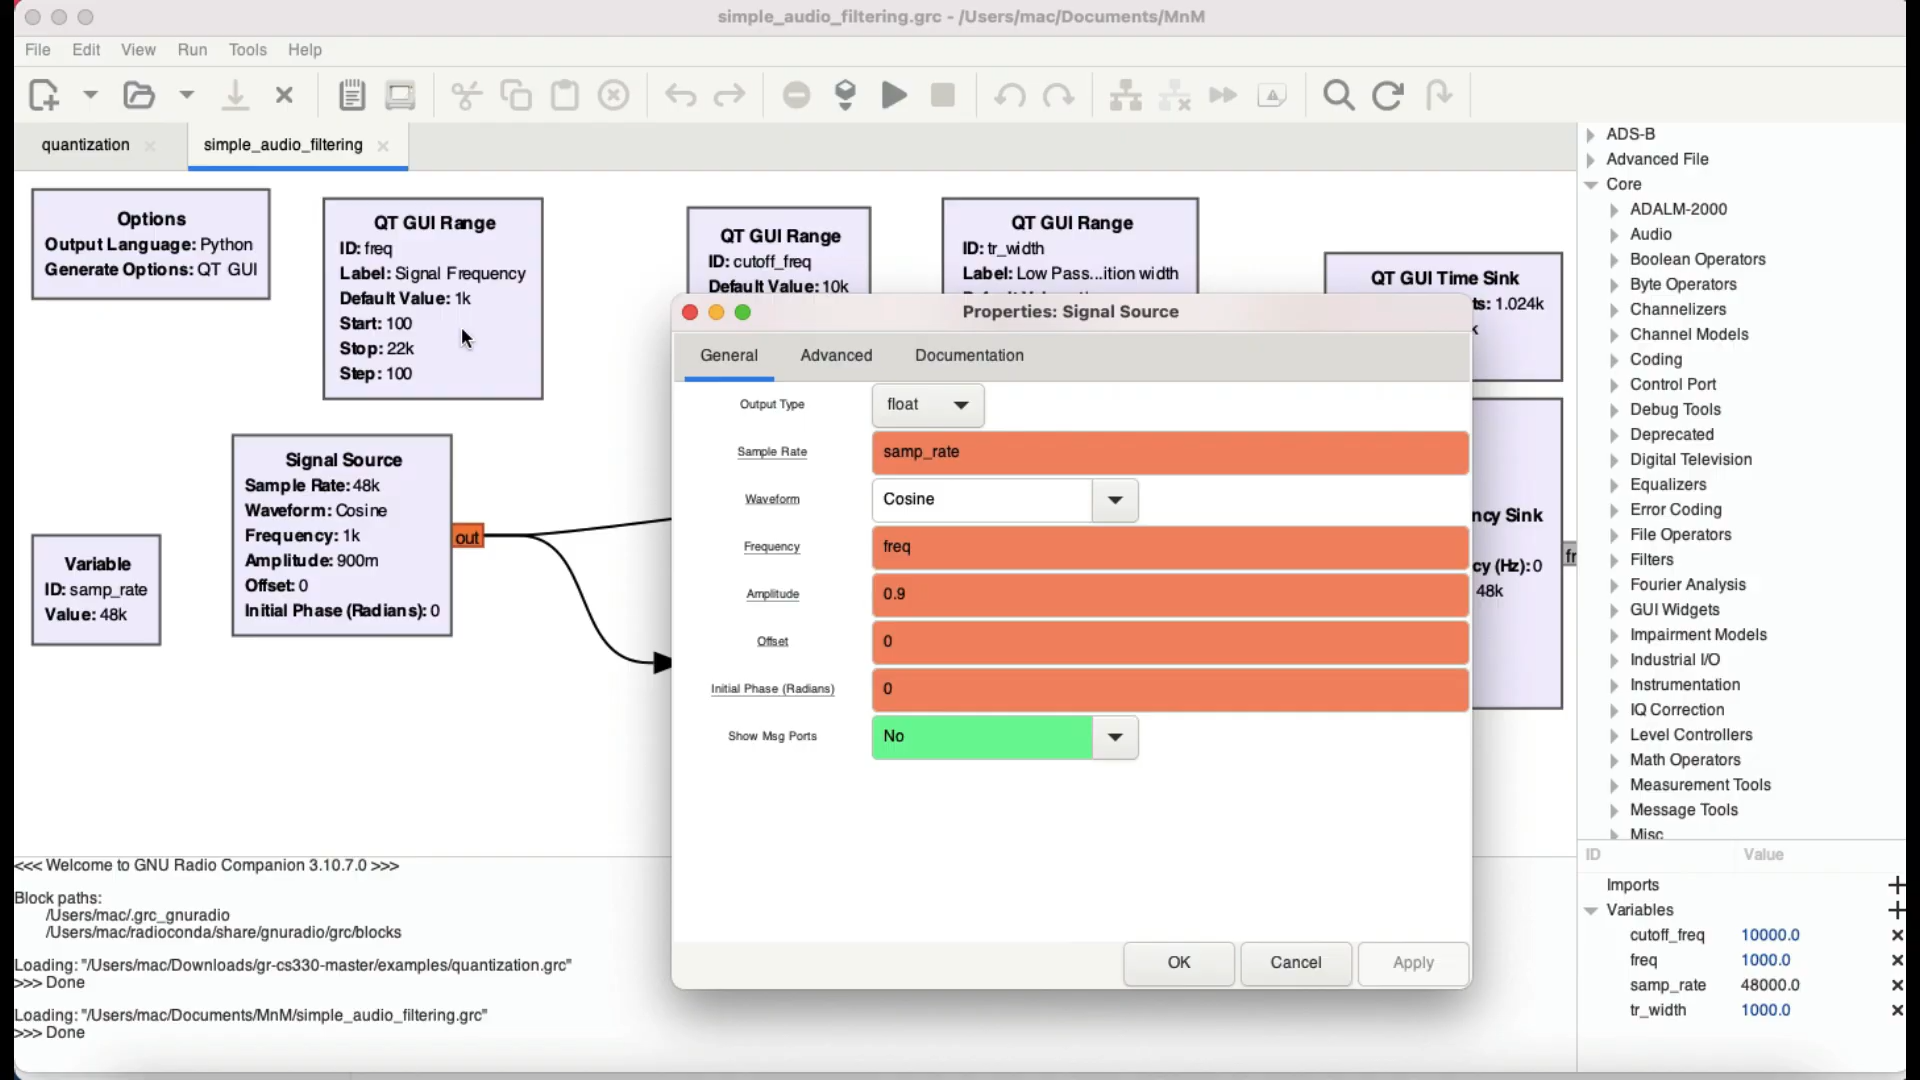 simple_audio_filtering.grc - /Users/mac/Documents/MnM
File Edit View Run Tools Help
quantization
simple_audio_filtering
Options
Output Language: Python
Generate Options: QT GUI
QT GUI Range
ID: freq
Label: Signal Frequency
Default Value: 1k
Start: 100
Stop: 22k
Step: 100
QT GUI Range
ID: cutoff_freq
Default Value: 10k
QT GUI Range
ID: tr_width
Label: Low Pass...ition width
QT GUI Time Sink
ts: 1.024k
k
Signal Source
Sample Rate: 48k
Waveform: Cosine
Frequency: 1k
Amplitude: 900m
Offset: 0
Initial Phase (Radians): 0
out
Variable
ID: samp_rate
Value: 48k
ncy Sink
cy (Hz): 0
48k
fr
Properties: Signal Source
General Advanced Documentation
Output Type float
Sample Rate samp_rate
Waveform Cosine
Frequency freq
Amplitude 0.9
Offset 0
Initial Phase (Radians) 0
Show Msg Ports No
OK Cancel Apply
ADS-B
Advanced File
Core
ADALM-2000
Audio
Boolean Operators
Byte Operators
Channelizers
Channel Models
Coding
Control Port
Debug Tools
Deprecated
Digital Television
Equalizers
Error Coding
File Operators
Filters
Fourier Analysis
GUI Widgets
Impairment Models
Industrial I/O
Instrumentation
IQ Correction
Level Controllers
Math Operators
Measurement Tools
Message Tools
Misc
ID Value
Imports
Variables
cutoff_freq 10000.0
freq 1000.0
samp_rate 48000.0
tr_width 1000.0
<<< Welcome to GNU Radio Companion 3.10.7.0 >>>
Block paths:
/Users/mac/.grc_gnuradio
/Users/mac/radioconda/share/gnuradio/grc/blocks
Loading: "/Users/mac/Downloads/gr-cs330-master/examples/quantization.grc"
>>> Done
Loading: "/Users/mac/Documents/MnM/simple_audio_filtering.grc"
>>> Done